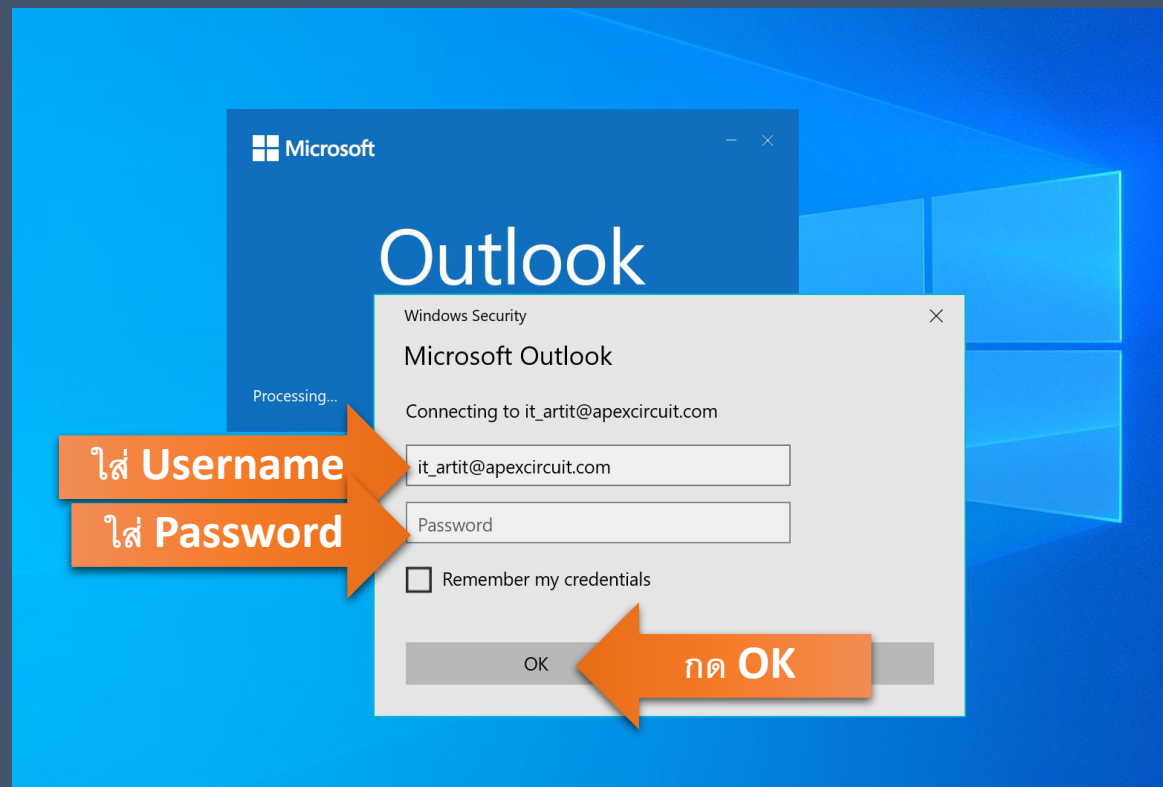 Microsoft
Outlook
Windows Security
Microsoft Outlook
Processing...
Connecting to it_artit@apexcircuit.com
ใส่ Username
it_artit@apexcircuit.com
ใส่ Password
Password
Remember my credentials
OK
กด OK